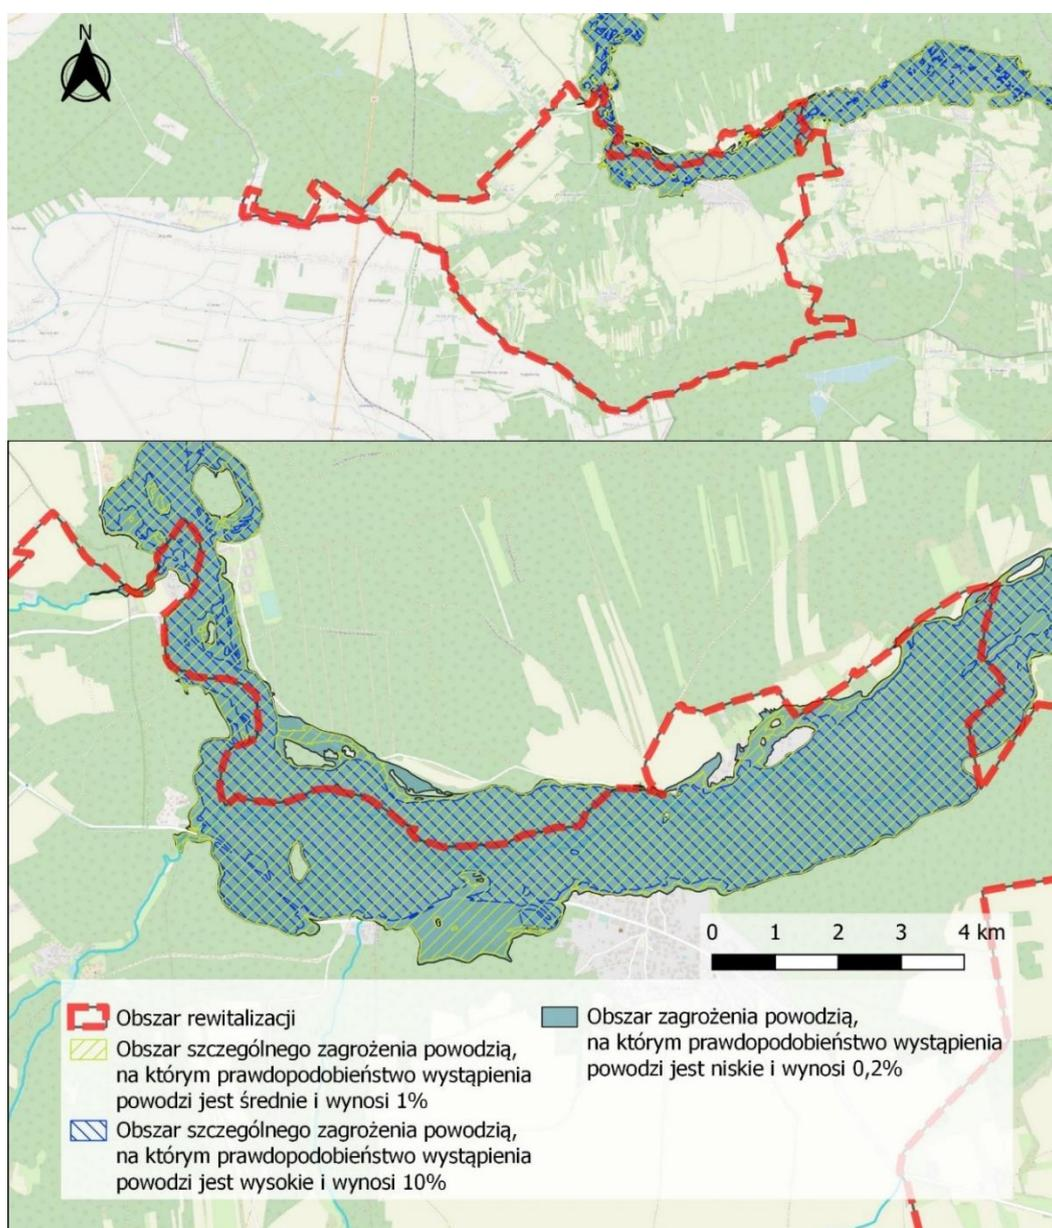 N
0 1 2 3 4 km
Obszar rewitalizacji
Obszar szczególnego zagrożenia powodzią,
na którym prawdopodobieństwo wystąpienia
powodzi jest średnie i wynosi 1%
Obszar szczególnego zagrożenia powodzią,
na którym prawdopodobieństwo wystąpienia
powodzi jest wysokie i wynosi 10%
Obszar zagrożenia powodzią,
na którym prawdopodobieństwo wystąpienia
powodzi jest niskie i wynosi 0,2%